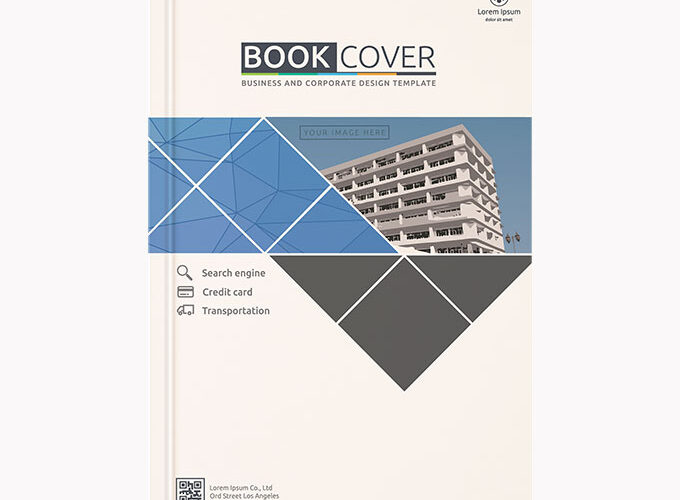 Lorem Ipsum
dolor sit amet
BOOK COVER
BUSINESS AND CORPORATE DESIGN TEMPLATE
YOUR IMAGE HERE
Search engine
Credit card
Transportation
Lorem Ipsum Co., Ltd
Ord Street Los Angeles